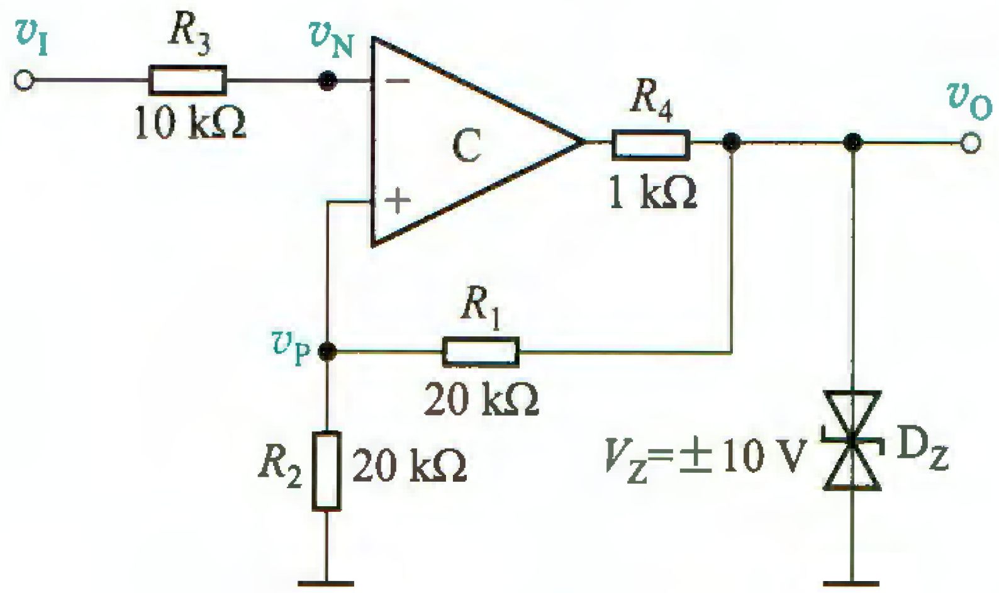 v_I
R_3
10 kΩ
v_N
−
+
C
R_4
1 kΩ
v_O
R_1
20 kΩ
v_P
R_2
20 kΩ
V_Z=±10 V
D_Z